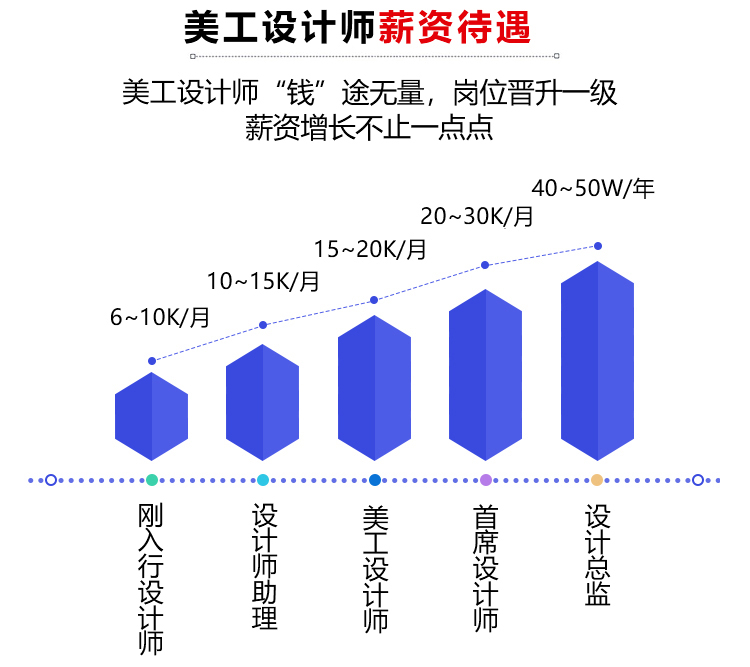 美工设计师薪资待遇
美工设计师“钱”途无量，岗位晋升一级
薪资增长不止一点点
40~50W/年
20~30K/月
15~20K/月
10~15K/月
6~10K/月
刚入行设计师
设计师助理
美工设计师
首席设计师
设计总监